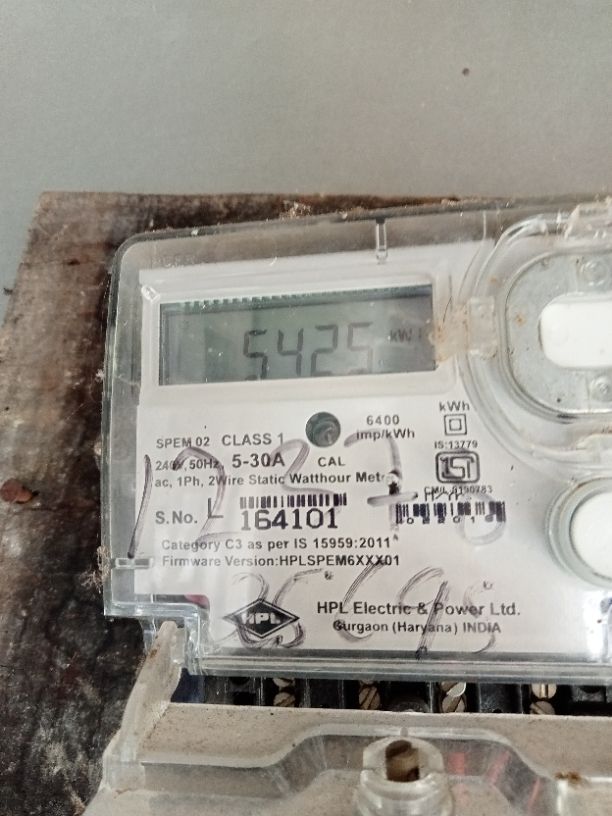 5425 kWh
kWh
6400
imp/kWh
SPEM 02 CLASS 1
IS:13779
240V, 50Hz, 5-30A CAL
ac, 1Ph, 2Wire Static Watthour Metr
ISI
S.No. L 164101
Category C3 as per IS 15959:2011
Firmware Version:HPLSPEM6XXX01
HPL
HPL Electric & Power Ltd.
Gurgaon (Haryana) INDIA